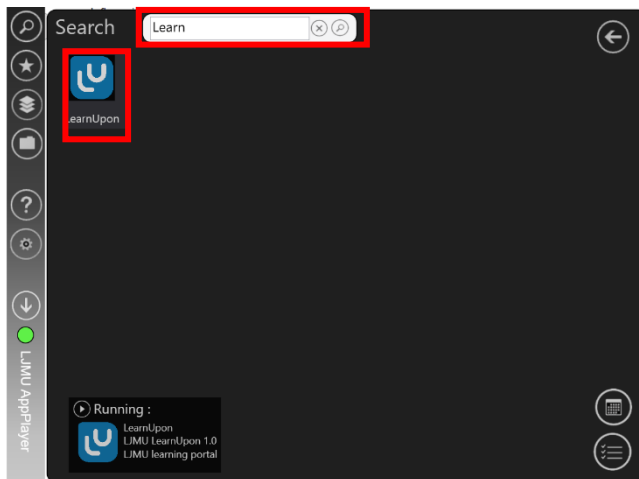 Search
Learn
LearnUpon
Running :
LearnUpon
LJMU LearnUpon 1.0
LJMU learning portal
LJMU AppPlayer